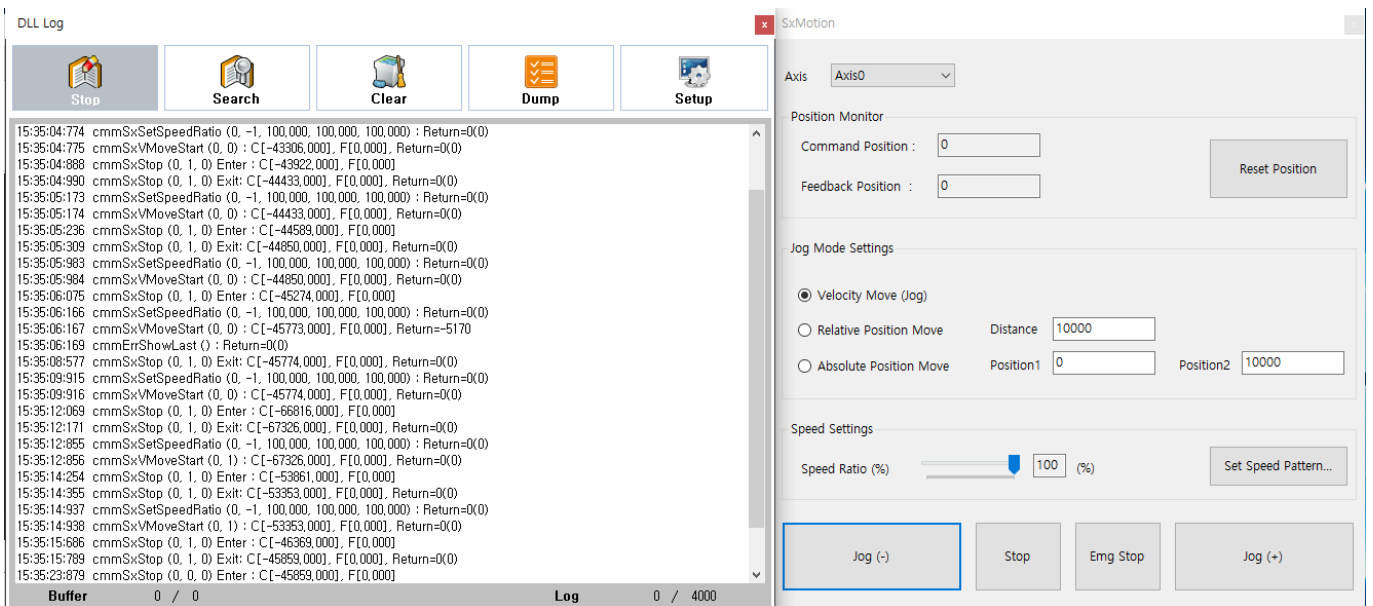 DLL Log
x
Stop
Search
Clear
Dump
Setup
15:35:04:774 cmmSxSetSpeedRatio (0, -1, 100,000, 100,000, 100,000) : Return=0(0)
15:35:04:775 cmmSxVMoveStart (0, 0) : C[-43306,000], F[0,000], Return=0(0)
15:35:04:888 cmmSxStop (0, 1, 0) Enter : C[-43922,000], F[0,000]
15:35:04:990 cmmSxStop (0, 1, 0) Exit: C[-44433,000], F[0,000], Return=0(0)
15:35:05:173 cmmSxSetSpeedRatio (0, -1, 100,000, 100,000, 100,000) : Return=0(0)
15:35:05:174 cmmSxVMoveStart (0, 0) : C[-44433,000], F[0,000], Return=0(0)
15:35:05:236 cmmSxStop (0, 1, 0) Enter : C[-44589,000], F[0,000]
15:35:05:309 cmmSxStop (0, 1, 0) Exit: C[-44850,000], F[0,000], Return=0(0)
15:35:05:983 cmmSxSetSpeedRatio (0, -1, 100,000, 100,000, 100,000) : Return=0(0)
15:35:05:984 cmmSxVMoveStart (0, 0) : C[-44850,000], F[0,000], Return=0(0)
15:35:06:075 cmmSxStop (0, 1, 0) Enter : C[-45274,000], F[0,000]
15:35:06:166 cmmSxSetSpeedRatio (0, -1, 100,000, 100,000, 100,000) : Return=0(0)
15:35:06:167 cmmSxVMoveStart (0, 0) : C[-45773,000], F[0,000], Return=-5170
15:35:06:169 cmmErrShowLast () : Return=0(0)
15:35:08:577 cmmSxStop (0, 1, 0) Exit: C[-45774,000], F[0,000], Return=0(0)
15:35:09:915 cmmSxSetSpeedRatio (0, -1, 100,000, 100,000, 100,000) : Return=0(0)
15:35:09:916 cmmSxVMoveStart (0, 0) : C[-45774,000], F[0,000], Return=0(0)
15:35:12:069 cmmSxStop (0, 1, 0) Enter : C[-66816,000], F[0,000]
15:35:12:171 cmmSxStop (0, 1, 0) Exit: C[-67326,000], F[0,000], Return=0(0)
15:35:12:855 cmmSxSetSpeedRatio (0, -1, 100,000, 100,000, 100,000) : Return=0(0)
15:35:12:856 cmmSxVMoveStart (0, 1) : C[-67326,000], F[0,000], Return=0(0)
15:35:14:254 cmmSxStop (0, 1, 0) Enter : C[-53861,000], F[0,000]
15:35:14:355 cmmSxStop (0, 1, 0) Exit: C[-53353,000], F[0,000], Return=0(0)
15:35:14:937 cmmSxSetSpeedRatio (0, -1, 100,000, 100,000, 100,000) : Return=0(0)
15:35:14:938 cmmSxVMoveStart (0, 1) : C[-53353,000], F[0,000], Return=0(0)
15:35:15:686 cmmSxStop (0, 1, 0) Enter : C[-46369,000], F[0,000]
15:35:15:789 cmmSxStop (0, 1, 0) Exit: C[-45859,000], F[0,000], Return=0(0)
15:35:23:879 cmmSxStop (0, 0, 0) Enter : C[-45859,000], F[0,000]
Buffer 0 / 0 Log 0 / 4000
SxMotion
Axis Axis0
Position Monitor
Command Position : 0
Feedback Position : 0
Reset Position
Jog Mode Settings
Velocity Move (Jog)
Relative Position Move Distance 10000
Absolute Position Move Position1 0 Position2 10000
Speed Settings
Speed Ratio (%) 100 (%) Set Speed Pattern...
Jog (-) Stop Emg Stop Jog (+)